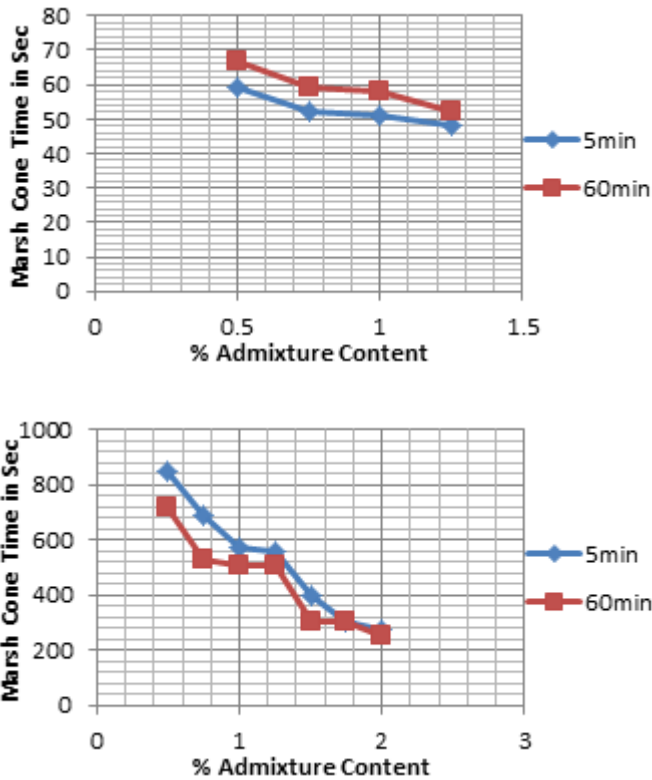 Marsh Cone Time in Sec
80
70
60
50
40
30
20
10
0
0 0.5 1 1.5
% Admixture Content
5min
60min
Marsh Cone Time in Sec
1000
800
600
400
200
0
0 1 2 3
% Admixture Content
5min
60min